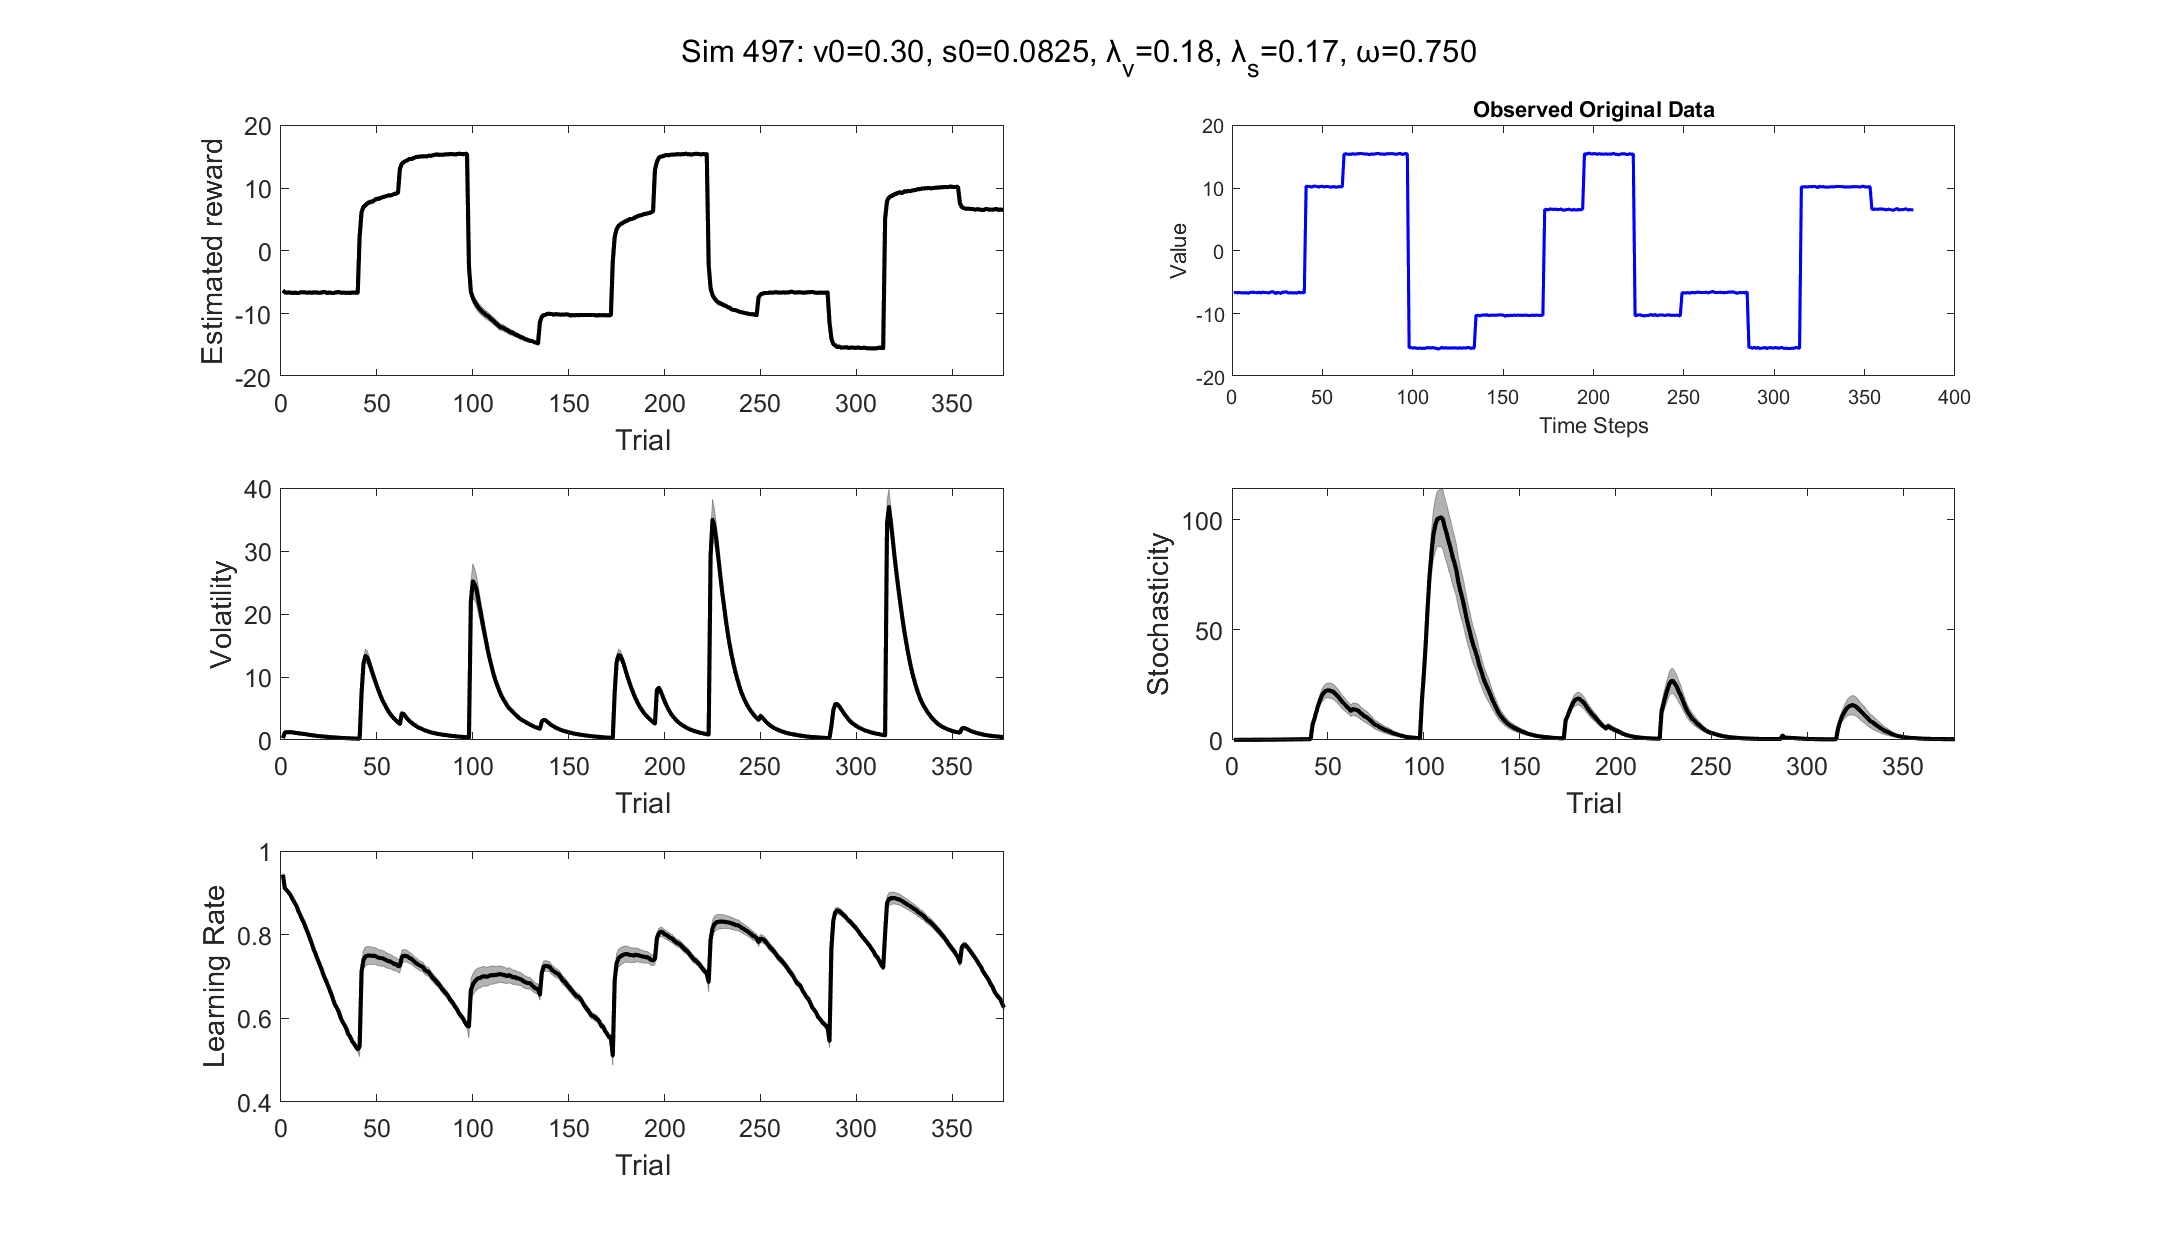 Sim 497: v0=0.30, s0=0.0825, λv=0.18, λs=0.17, ω=0.750
Estimated reward
20
10
0
-10
-20
0 50 100 150 200 250 300 350
Trial
Observed Original Data
Value
20
10
0
-10
-20
0 50 100 150 200 250 300 350 400
Time Steps
Volatility
40
30
20
10
0
0 50 100 150 200 250 300 350
Trial
Stochasticity
100
50
0
0 50 100 150 200 250 300 350
Trial
Learning Rate
1
0.8
0.6
0.4
0 50 100 150 200 250 300 350
Trial